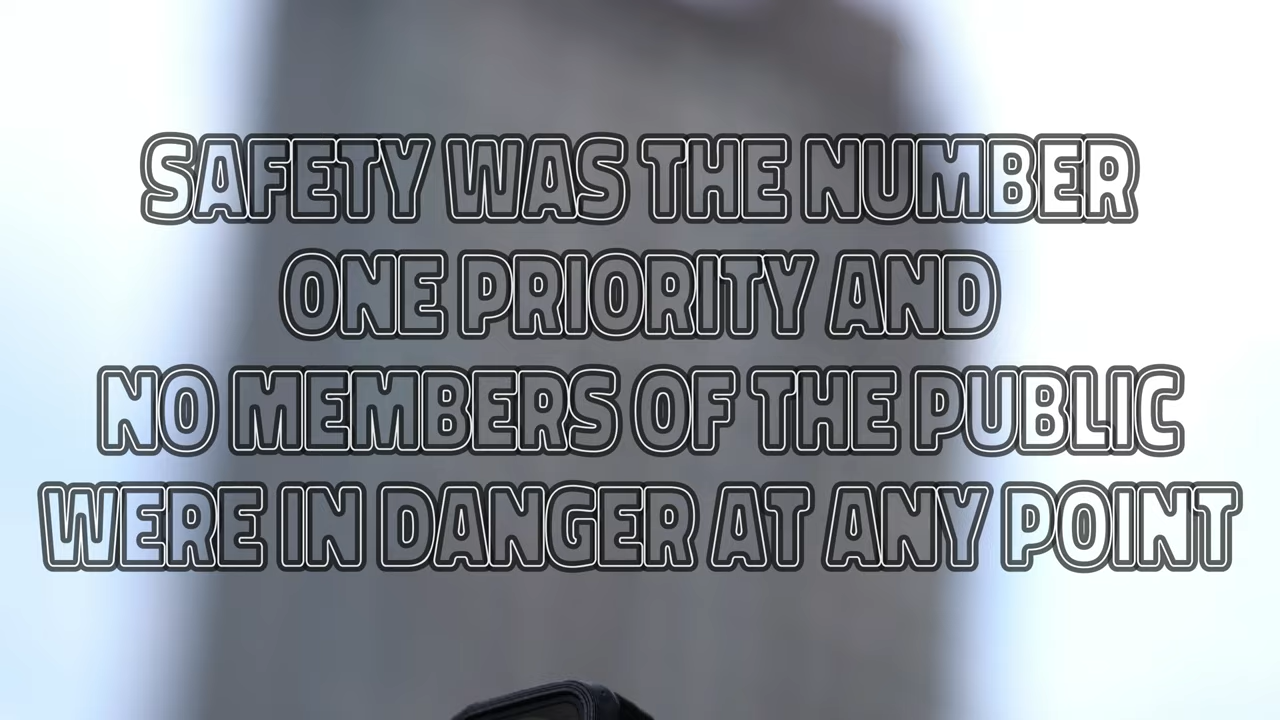 SAFETY WAS THE NUMBER
ONE PRIORITY AND
NO MEMBERS OF THE PUBLIC
WERE IN DANGER AT ANY POINT